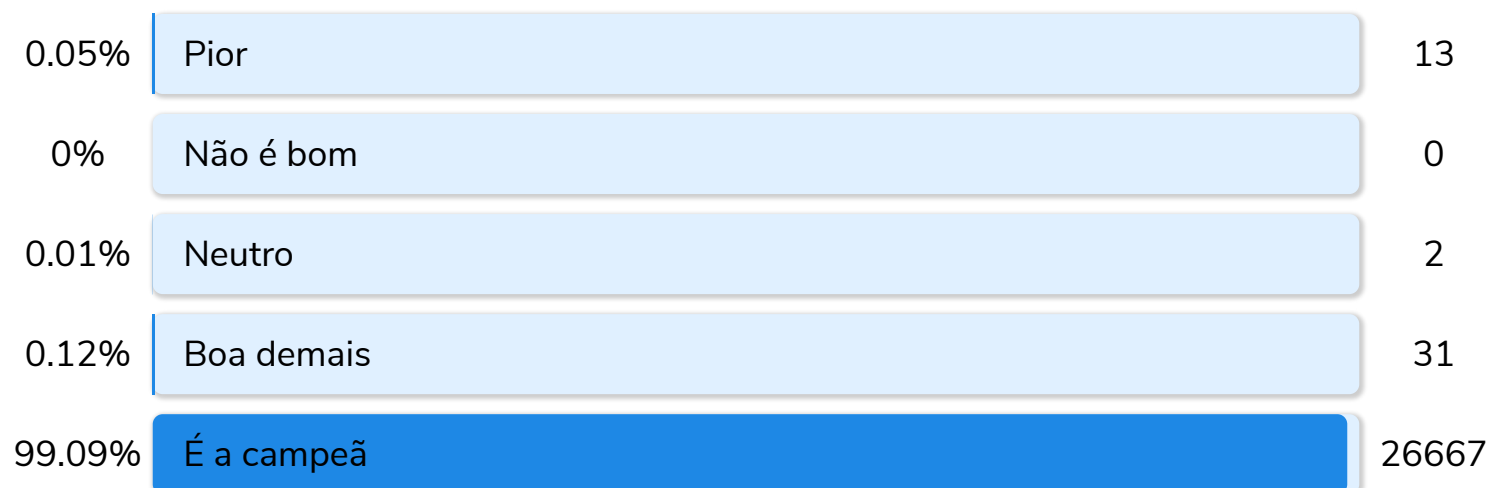 0.05% Pior 13
0% Não é bom 0
0.01% Neutro 2
0.12% Boa demais 31
99.09% É a campeã 26667